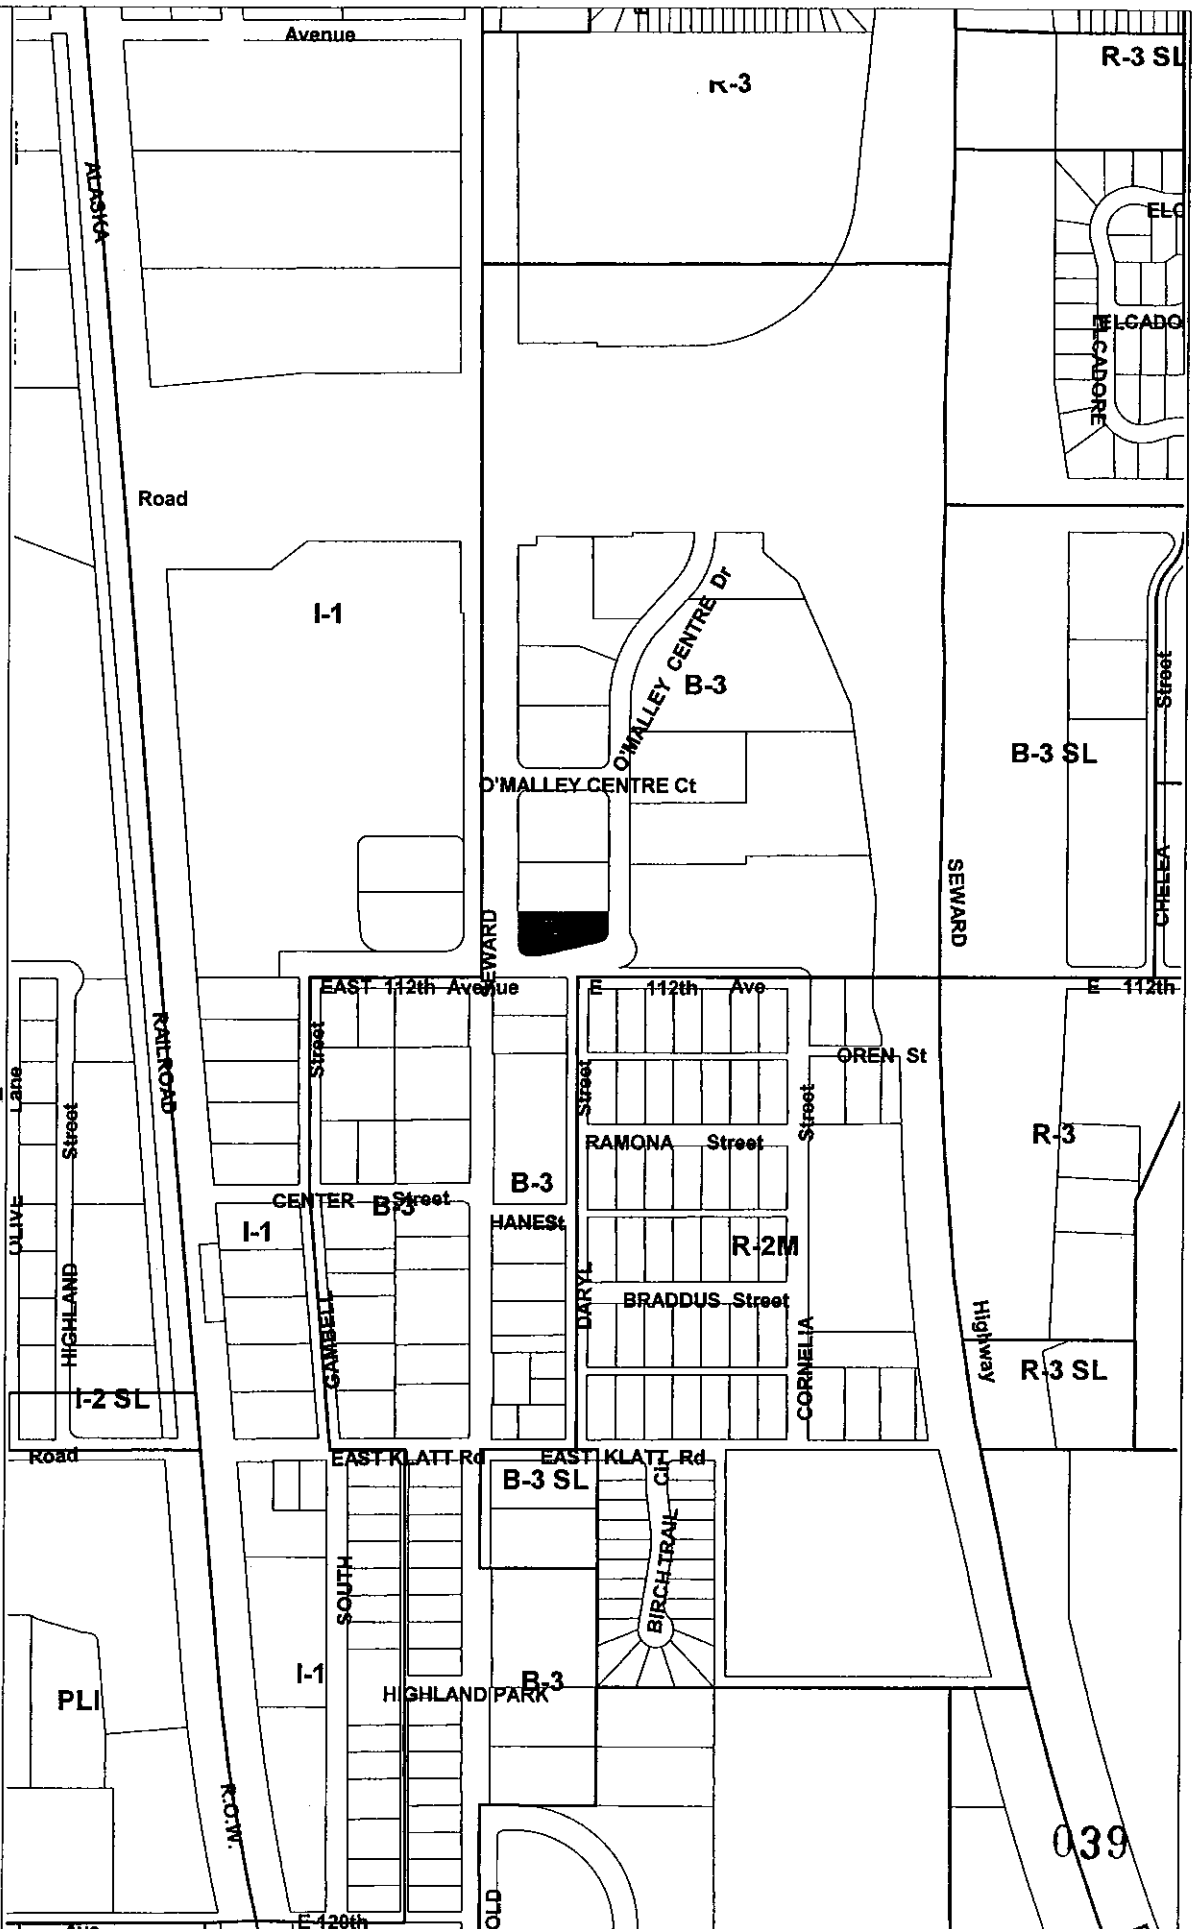 Avenue
R-3
R-3 SL
ALASKA
ELCADORE
Road
I-1
O'MALLEY CENTRE Dr
B-3
Street
B-3 SL
O'MALLEY CENTRE Ct
SEWARD
CHELEA
EAST 112th Avenue
E 112th Ave
E 112th
RAILROAD
Street
OREN St
Lane
Street
Street
Street
RAMONA Street
R-3
B-3
CENTER Street
B-3
OLIVE
HANESt
I-1
R-2M
HIGHLAND
DARYL
BRADDUS Street
GAMBELL
CORNELIA
Highway
R-3 SL
I-2 SL
Road
EAST KLATT Rd
EAST KLATT Rd
B-3 SL
Cir
BIRCH TRAIL
SOUTH
I-1
B-3
PLI
HIGHLAND PARK
R.O.W.
039
OLD
E 120th